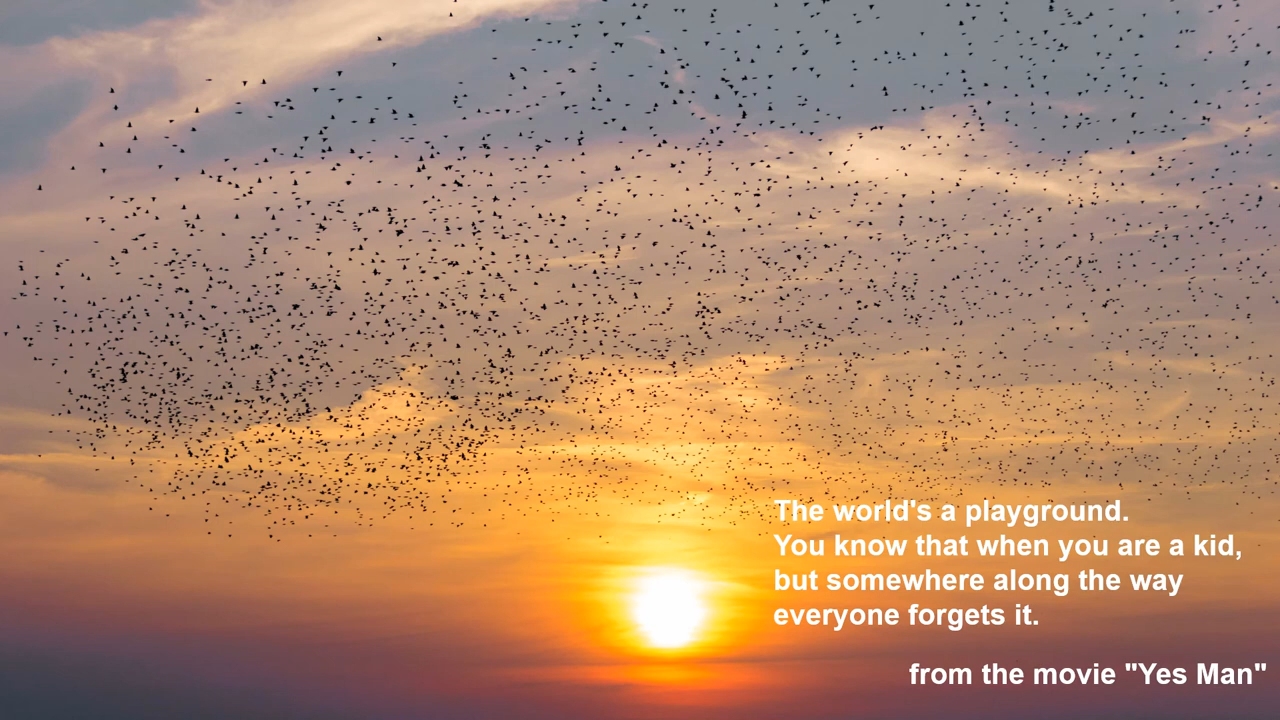 The world's a playground.
You know that when you are a kid,
but somewhere along the way
everyone forgets it.
from the movie "Yes Man"